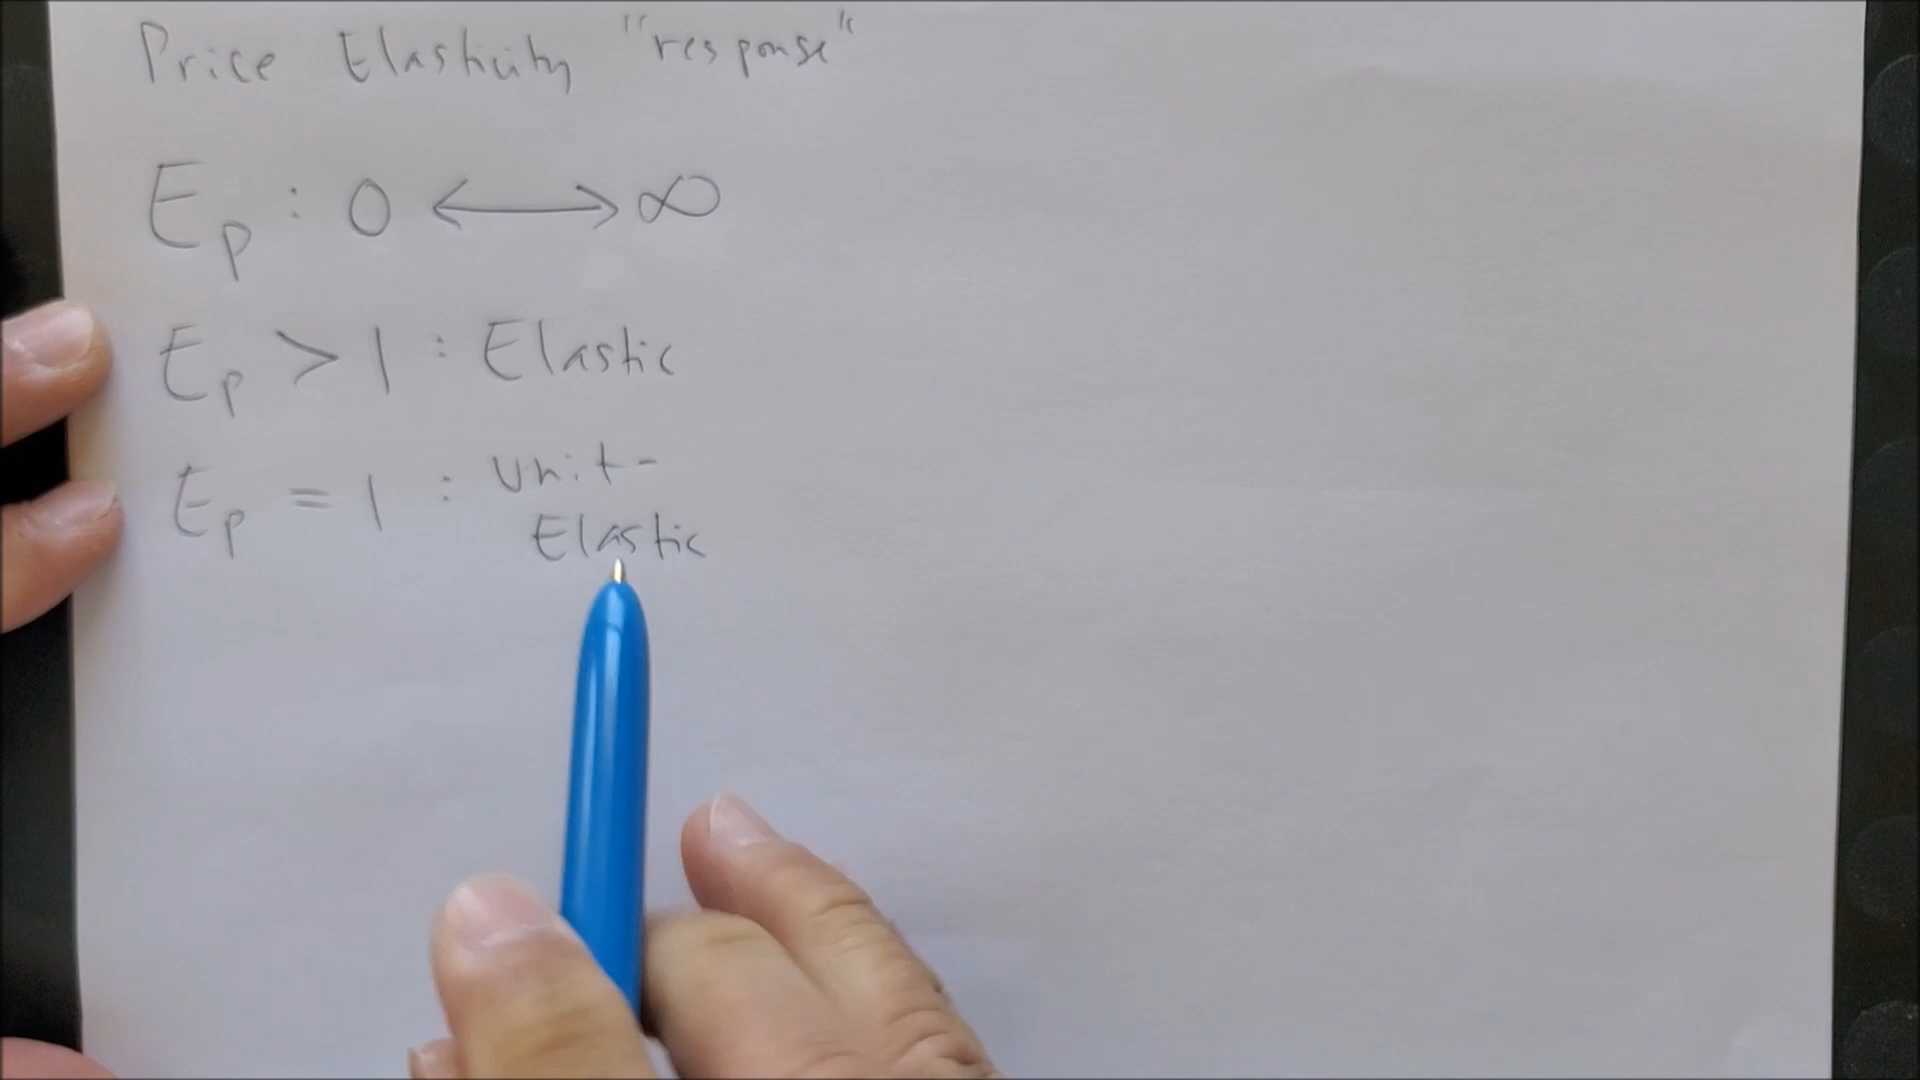 Price Elasticity "response"
Ep : 0 ⟷ ∞
Ep > 1 : Elastic
Ep = 1 : Unit-
Elastic